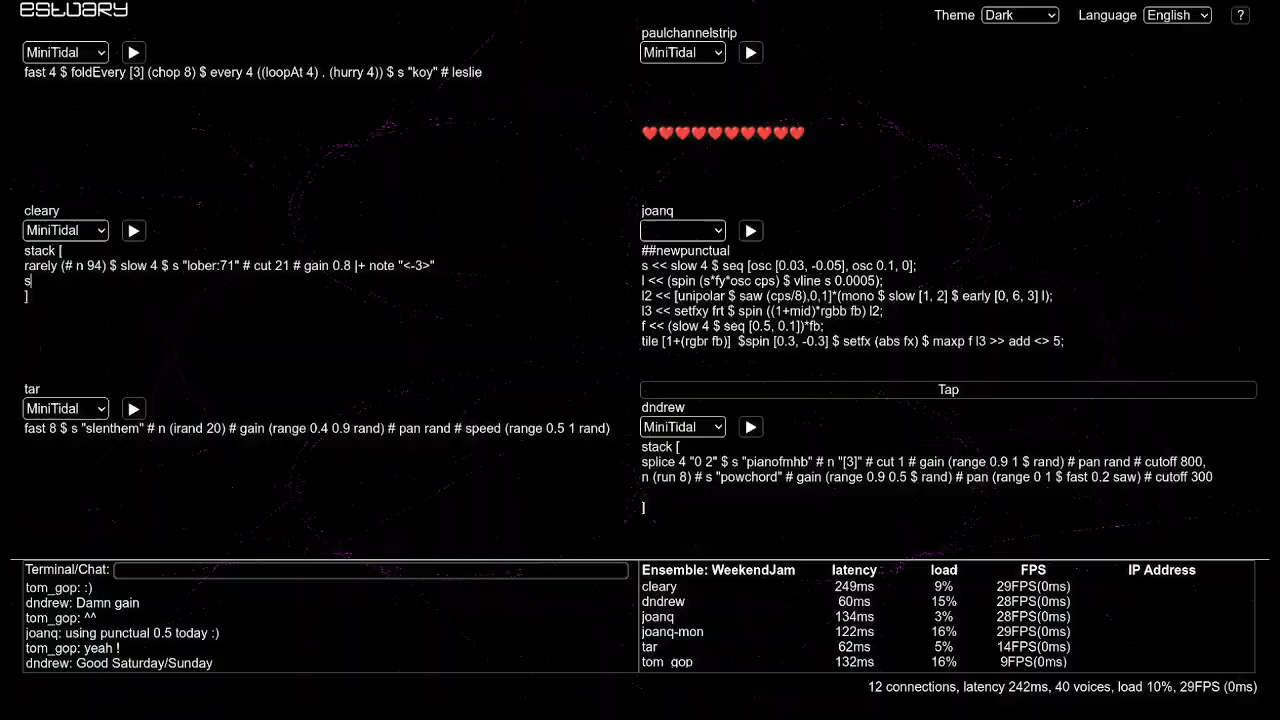 estuary
Theme Dark Language English ?
MiniTidal
fast 4 $ foldEvery [3] (chop 8) $ every 4 ((loopAt 4) . (hurry 4)) $ s "koy" # leslie
paulchannelstrip
MiniTidal
❤️❤️❤️❤️❤️❤️❤️❤️❤️❤️
cleary
MiniTidal
stack [
rarely (# n 94) $ slow 4 $ s "lober:71" # cut 21 # gain 0.8 |+ note "<-3>"
s
]
joanq
##newpunctual
s << slow 4 $ seq [osc [0.03, -0.05], osc 0.1, 0];
l << (spin (s*fy*osc cps) $ vline s 0.0005);
l2 << [unipolar $ saw (cps/8),0,1]*(mono $ slow [1, 2] $ early [0, 6, 3] l);
l3 << setfxy frt $ spin ((1+mid)*rgbb fb) l2;
f << (slow 4 $ seq [0.5, 0.1])*fb;
tile [1+(rgbr fb)]  $spin [0.3, -0.3] $ setfx (abs fx) $ maxp f l3 >> add <> 5;
tar
MiniTidal
fast 8 $ s "slenthem" # n (irand 20) # gain (range 0.4 0.9 rand) # pan rand # speed (range 0.5 1 rand)
Tap
dndrew
MiniTidal
stack [
splice 4 "0 2" $ s "pianofmhb" # n "[3]" # cut 1 # gain (range 0.9 1 $ rand) # pan rand # cutoff 800,
n (run 8) # s "powchord" # gain (range 0.9 0.5 $ rand) # pan (range 0 1 $ fast 0.2 saw) # cutoff 300
]
Terminal/Chat:
tom_gop: :)
dndrew: Damn gain
tom_gop: ^^
joanq: using punctual 0.5 today :)
tom_gop: yeah !
dndrew: Good Saturday/Sunday
Ensemble: WeekendJam latency load FPS IP Address
cleary 249ms 9% 29FPS(0ms)
dndrew 60ms 15% 28FPS(0ms)
joanq 134ms 3% 28FPS(0ms)
joanq-mon 122ms 16% 29FPS(0ms)
tar 62ms 5% 14FPS(0ms)
tom_gop 132ms 16% 9FPS(0ms)
12 connections, latency 242ms, 40 voices, load 10%, 29FPS (0ms)